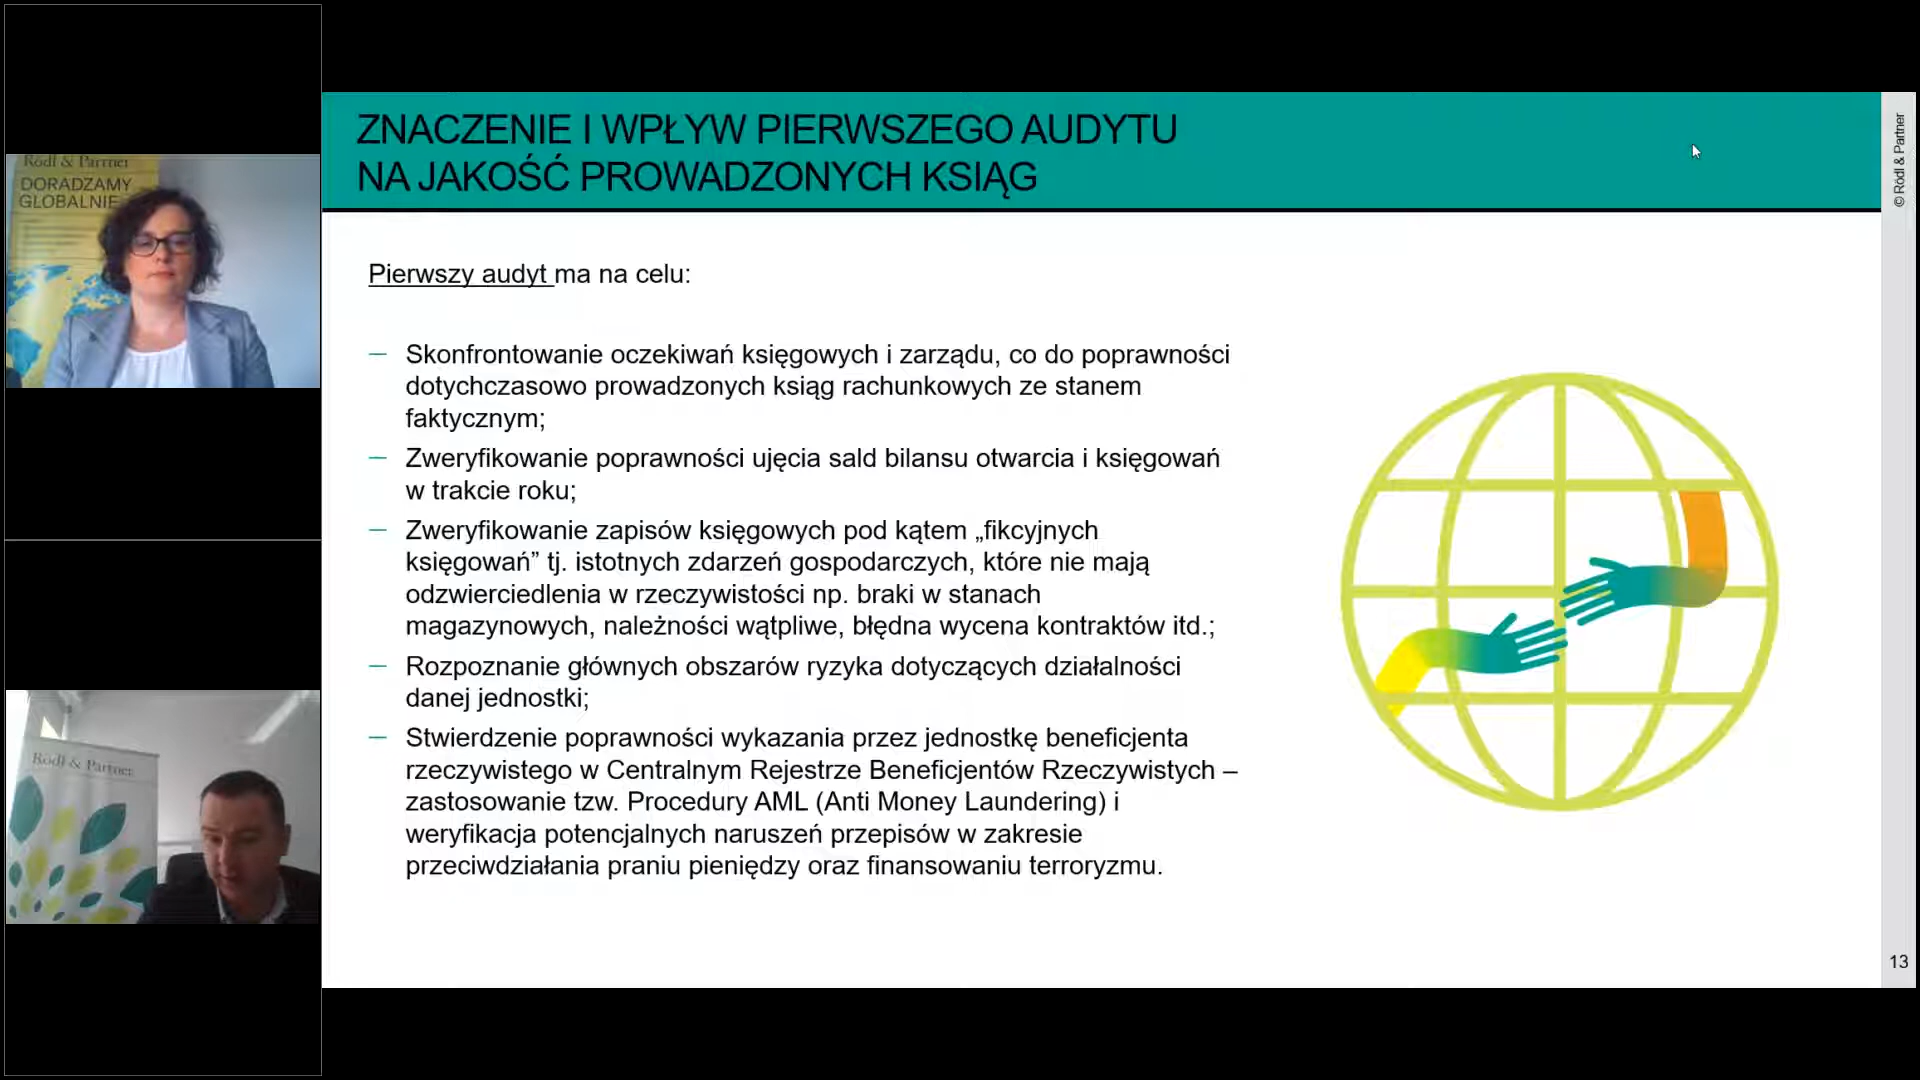 Rödl & Partner
DORADZAMY
GLOBALNIE
Rödl & Partner
ZNACZENIE I WPŁYW PIERWSZEGO AUDYTU
NA JAKOŚĆ PROWADZONYCH KSIĄG
Pierwszy audyt ma na celu:
— Skonfrontowanie oczekiwań księgowych i zarządu, co do poprawności
dotychczasowo prowadzonych ksiąg rachunkowych ze stanem
faktycznym;
— Zweryfikowanie poprawności ujęcia sald bilansu otwarcia i księgowań
w trakcie roku;
— Zweryfikowanie zapisów księgowych pod kątem „fikcyjnych
księgowań” tj. istotnych zdarzeń gospodarczych, które nie mają
odzwierciedlenia w rzeczywistości np. braki w stanach
magazynowych, należności wątpliwe, błędna wycena kontraktów itd.;
— Rozpoznanie głównych obszarów ryzyka dotyczących działalności
danej jednostki;
— Stwierdzenie poprawności wykazania przez jednostkę beneficjenta
rzeczywistego w Centralnym Rejestrze Beneficjentów Rzeczywistych –
zastosowanie tzw. Procedury AML (Anti Money Laundering) i
weryfikacja potencjalnych naruszeń przepisów w zakresie
przeciwdziałania praniu pieniędzy oraz finansowaniu terroryzmu.
© Rödl & Partner
13